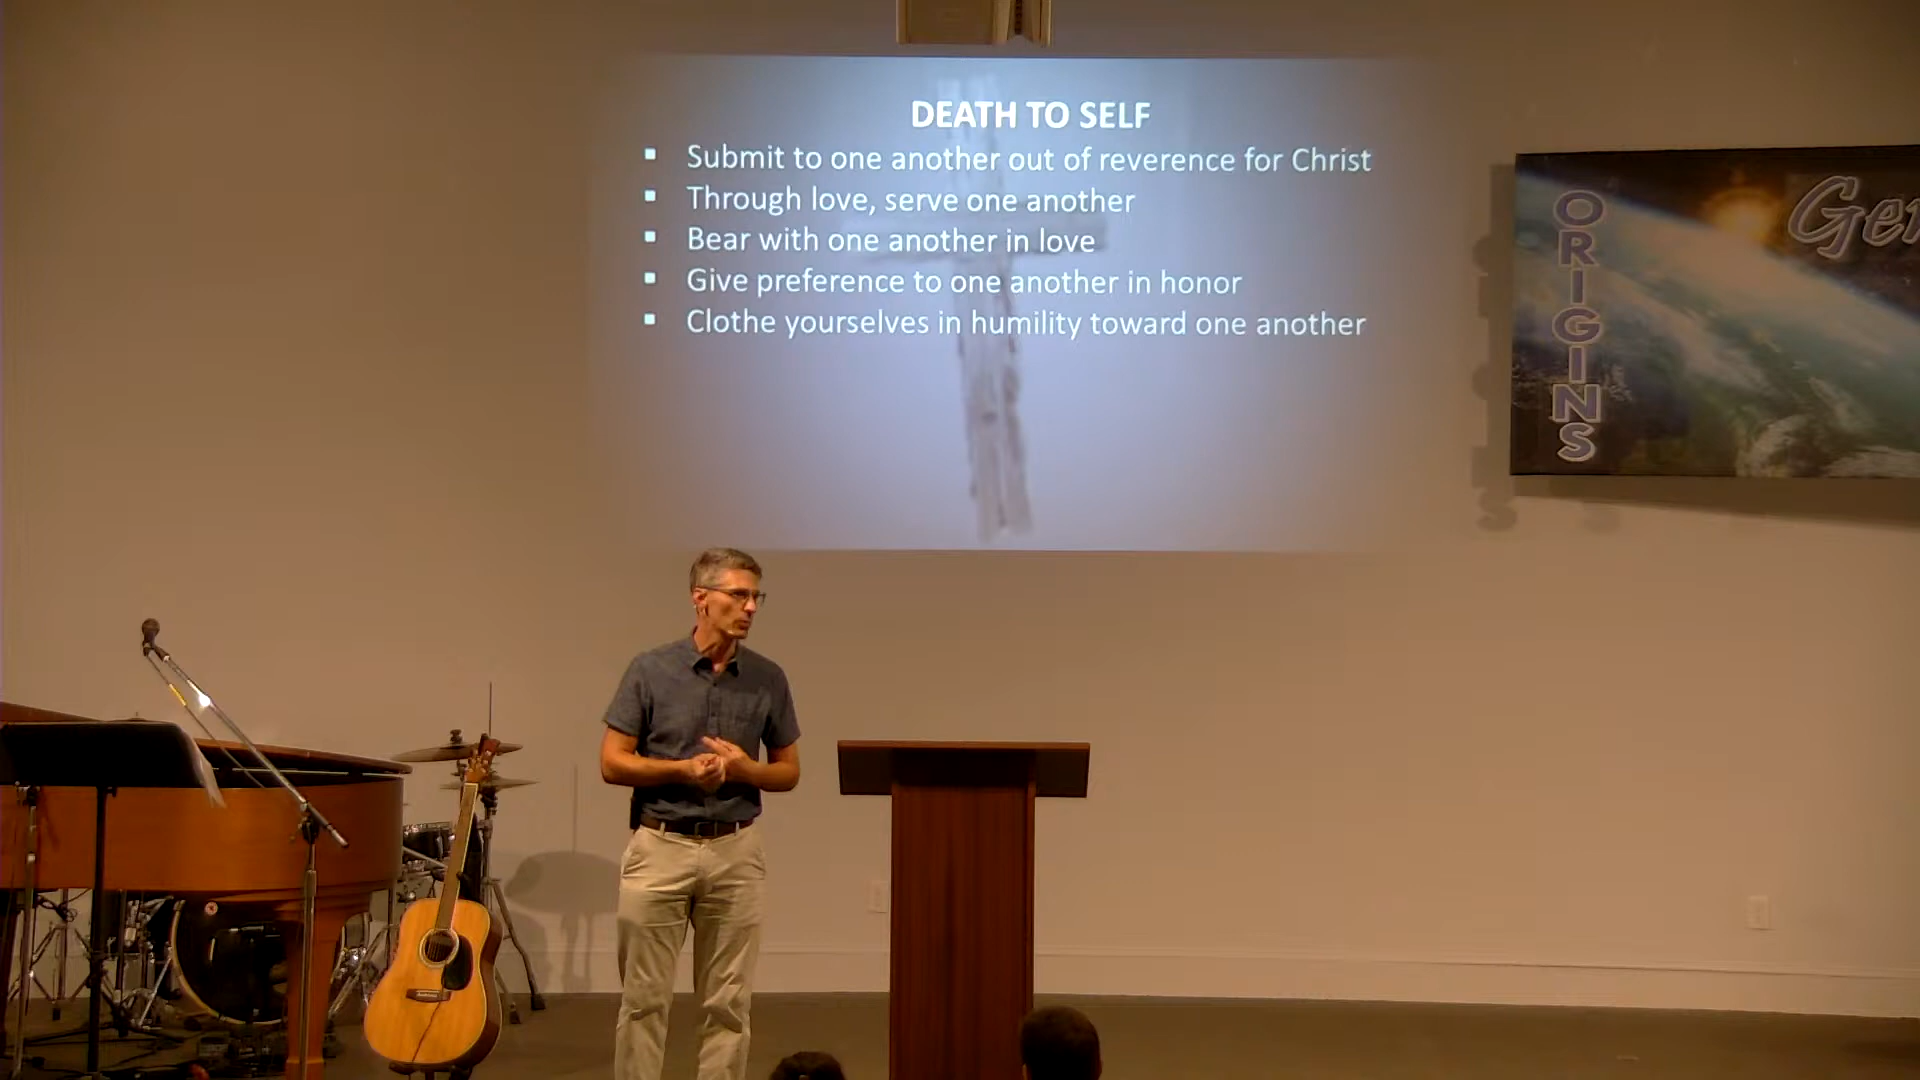 DEATH TO SELF
▪ Submit to one another out of reverence for Christ
▪ Through love, serve one another
▪ Bear with one another in love
▪ Give preference to one another in honor
▪ Clothe yourselves in humility toward one another
ORIGINS